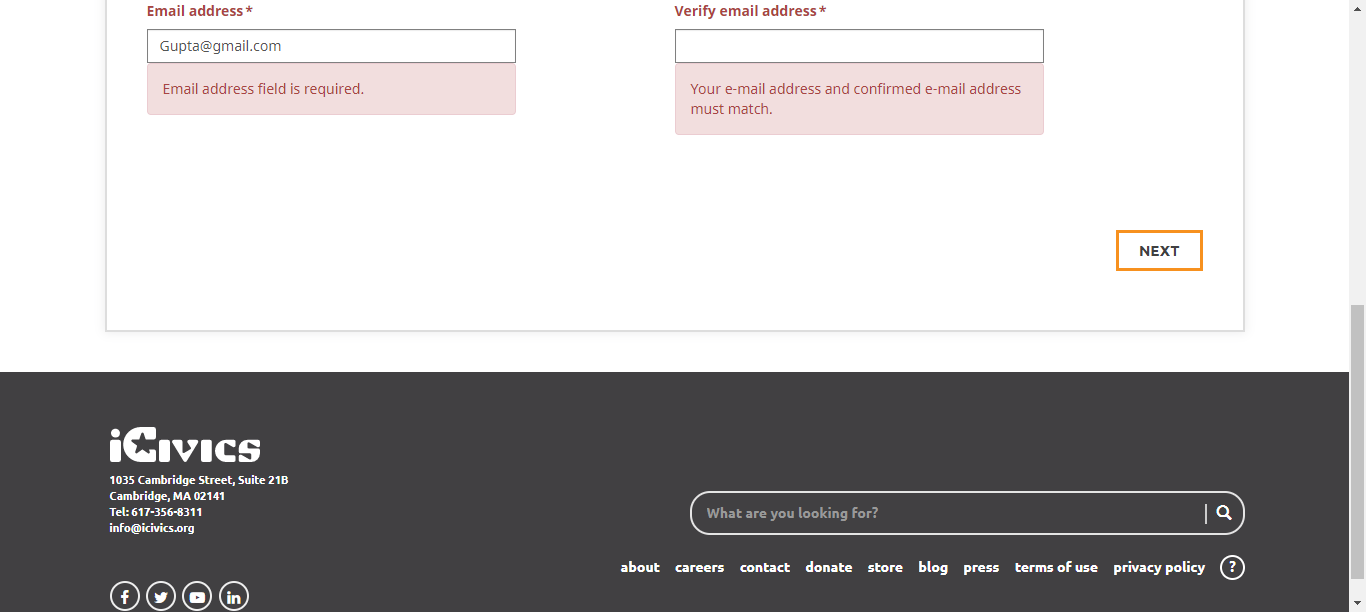 Email address*
Verify email address*
Gupta@gmail.com
Email address field is required.
Your e-mail address and confirmed e-mail address
must match.
NEXT
iCivics
1035 Cambridge Street, Suite 21B
Cambridge, MA 02141
Tel: 617-356-8311
info@icivics.org
What are you looking for?
about careers contact donate store blog press terms of use privacy policy ?